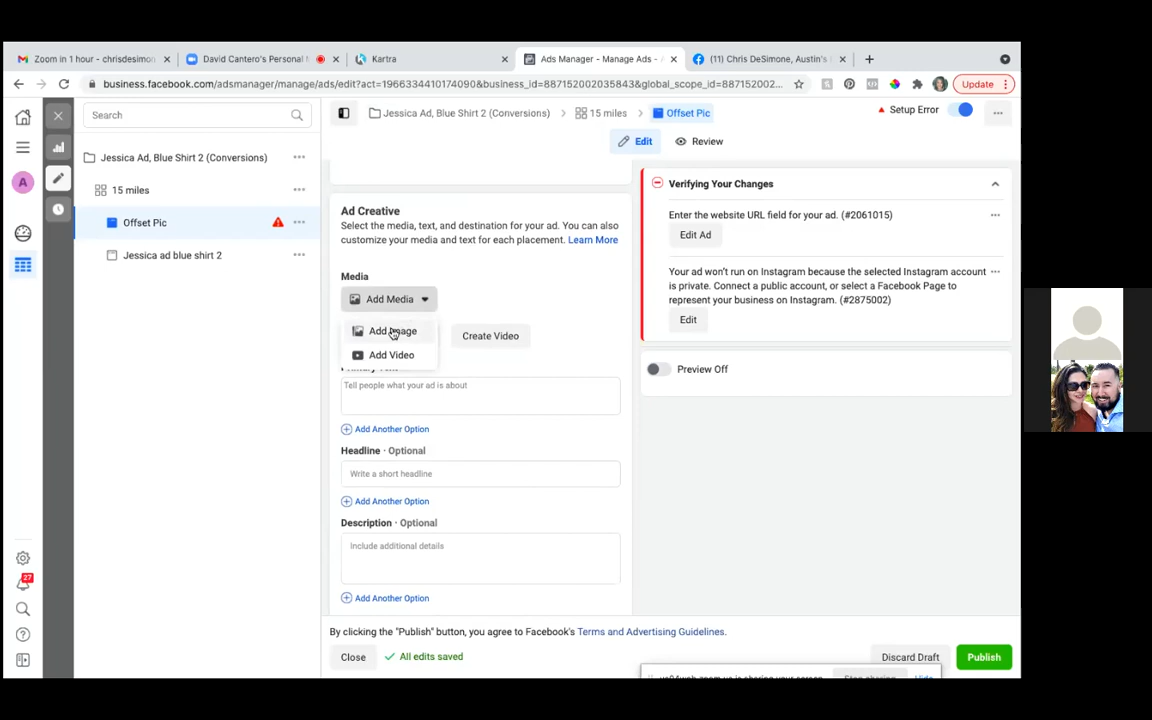 Zoom in 1 hour - chrisdesimon
David Cantero's Personal
Kartra
Ads Manager - Manage Ads - A
(11) Chris DeSimone, Austin's
business.facebook.com/adsmanager/manage/ads/edit?act=1966334410174090&business_id=887152002035843&global_scope_id=887152002...
Update
Search
Jessica Ad, Blue Shirt 2 (Conversions)
15 miles
Offset Pic
Setup Error
Edit
Review
Jessica Ad, Blue Shirt 2 (Conversions)
A
15 miles
Offset Pic
Jessica ad blue shirt 2
27
Ad Creative
Select the media, text, and destination for your ad. You can also
customize your media and text for each placement. Learn More
Media
Add Media
Add Image
Add Video
Create Video
Tell people what your ad is about
Add Another Option
Headline · Optional
Write a short headline
Add Another Option
Description · Optional
Include additional details
Add Another Option
Verifying Your Changes
Enter the website URL field for your ad. (#2061015)
Edit Ad
Your ad won't run on Instagram because the selected Instagram account
is private. Connect a public account, or select a Facebook Page to
represent your business on Instagram. (#2875002)
Edit
Preview Off
By clicking the "Publish" button, you agree to Facebook's Terms and Advertising Guidelines.
Close
All edits saved
Discard Draft
Publish